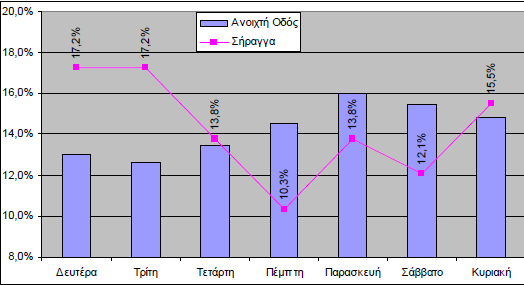 20,0%
18,0%
16,0%
14,0%
12,0%
10,0%
8,0%
Ανοιχτή Οδός
Σήραγγα
17,2%
17,2%
13,8%
10,3%
13,8%
12,1%
15,5%
Δευτέρα
Τρίτη
Τετάρτη
Πέμπτη
Παρασκευή
Σάββατο
Κυριακή